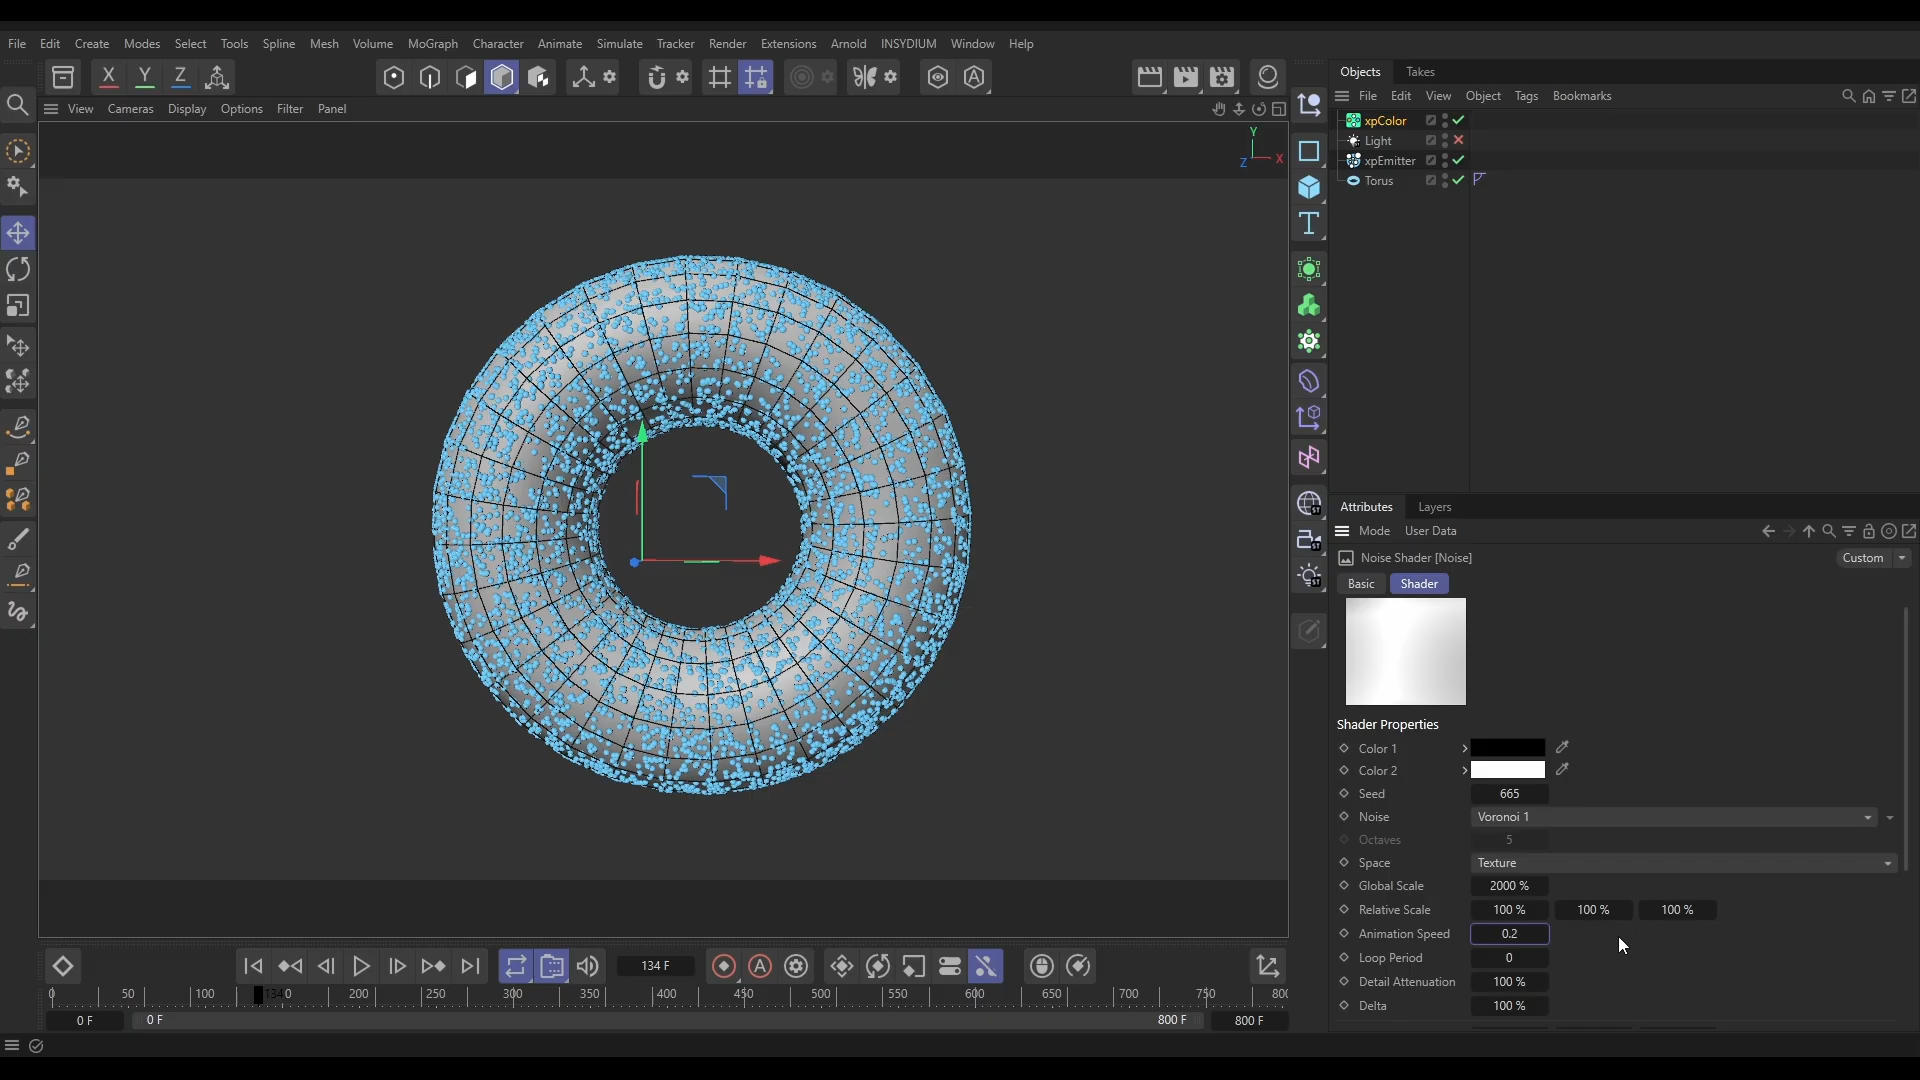 File Edit Create Modes Select Tools Spline Mesh Volume MoGraph Character Animate Simulate Tracker Render Extensions Arnold INSYDIUM Window Help
X Y Z
Objects Takes
File Edit View Object Tags Bookmarks
View Cameras Display Options Filter Panel
xpColor
Light
xpEmitter
Torus
Y
Z X
Attributes Layers
Mode User Data
Noise Shader [Noise] Custom
Basic Shader
Shader Properties
Color 1
Color 2
Seed 665
Noise Voronoi 1
Octaves 5
Space Texture
Global Scale 2000 %
Relative Scale 100 % 100 % 100 %
Animation Speed 0.2
Loop Period 0
Detail Attenuation 100 %
Delta 100 %
134 F
0 50 100 1340 200 250 300 350 400 450 500 550 600 650 700 750 800
0 F 0 F 800 F 800 F